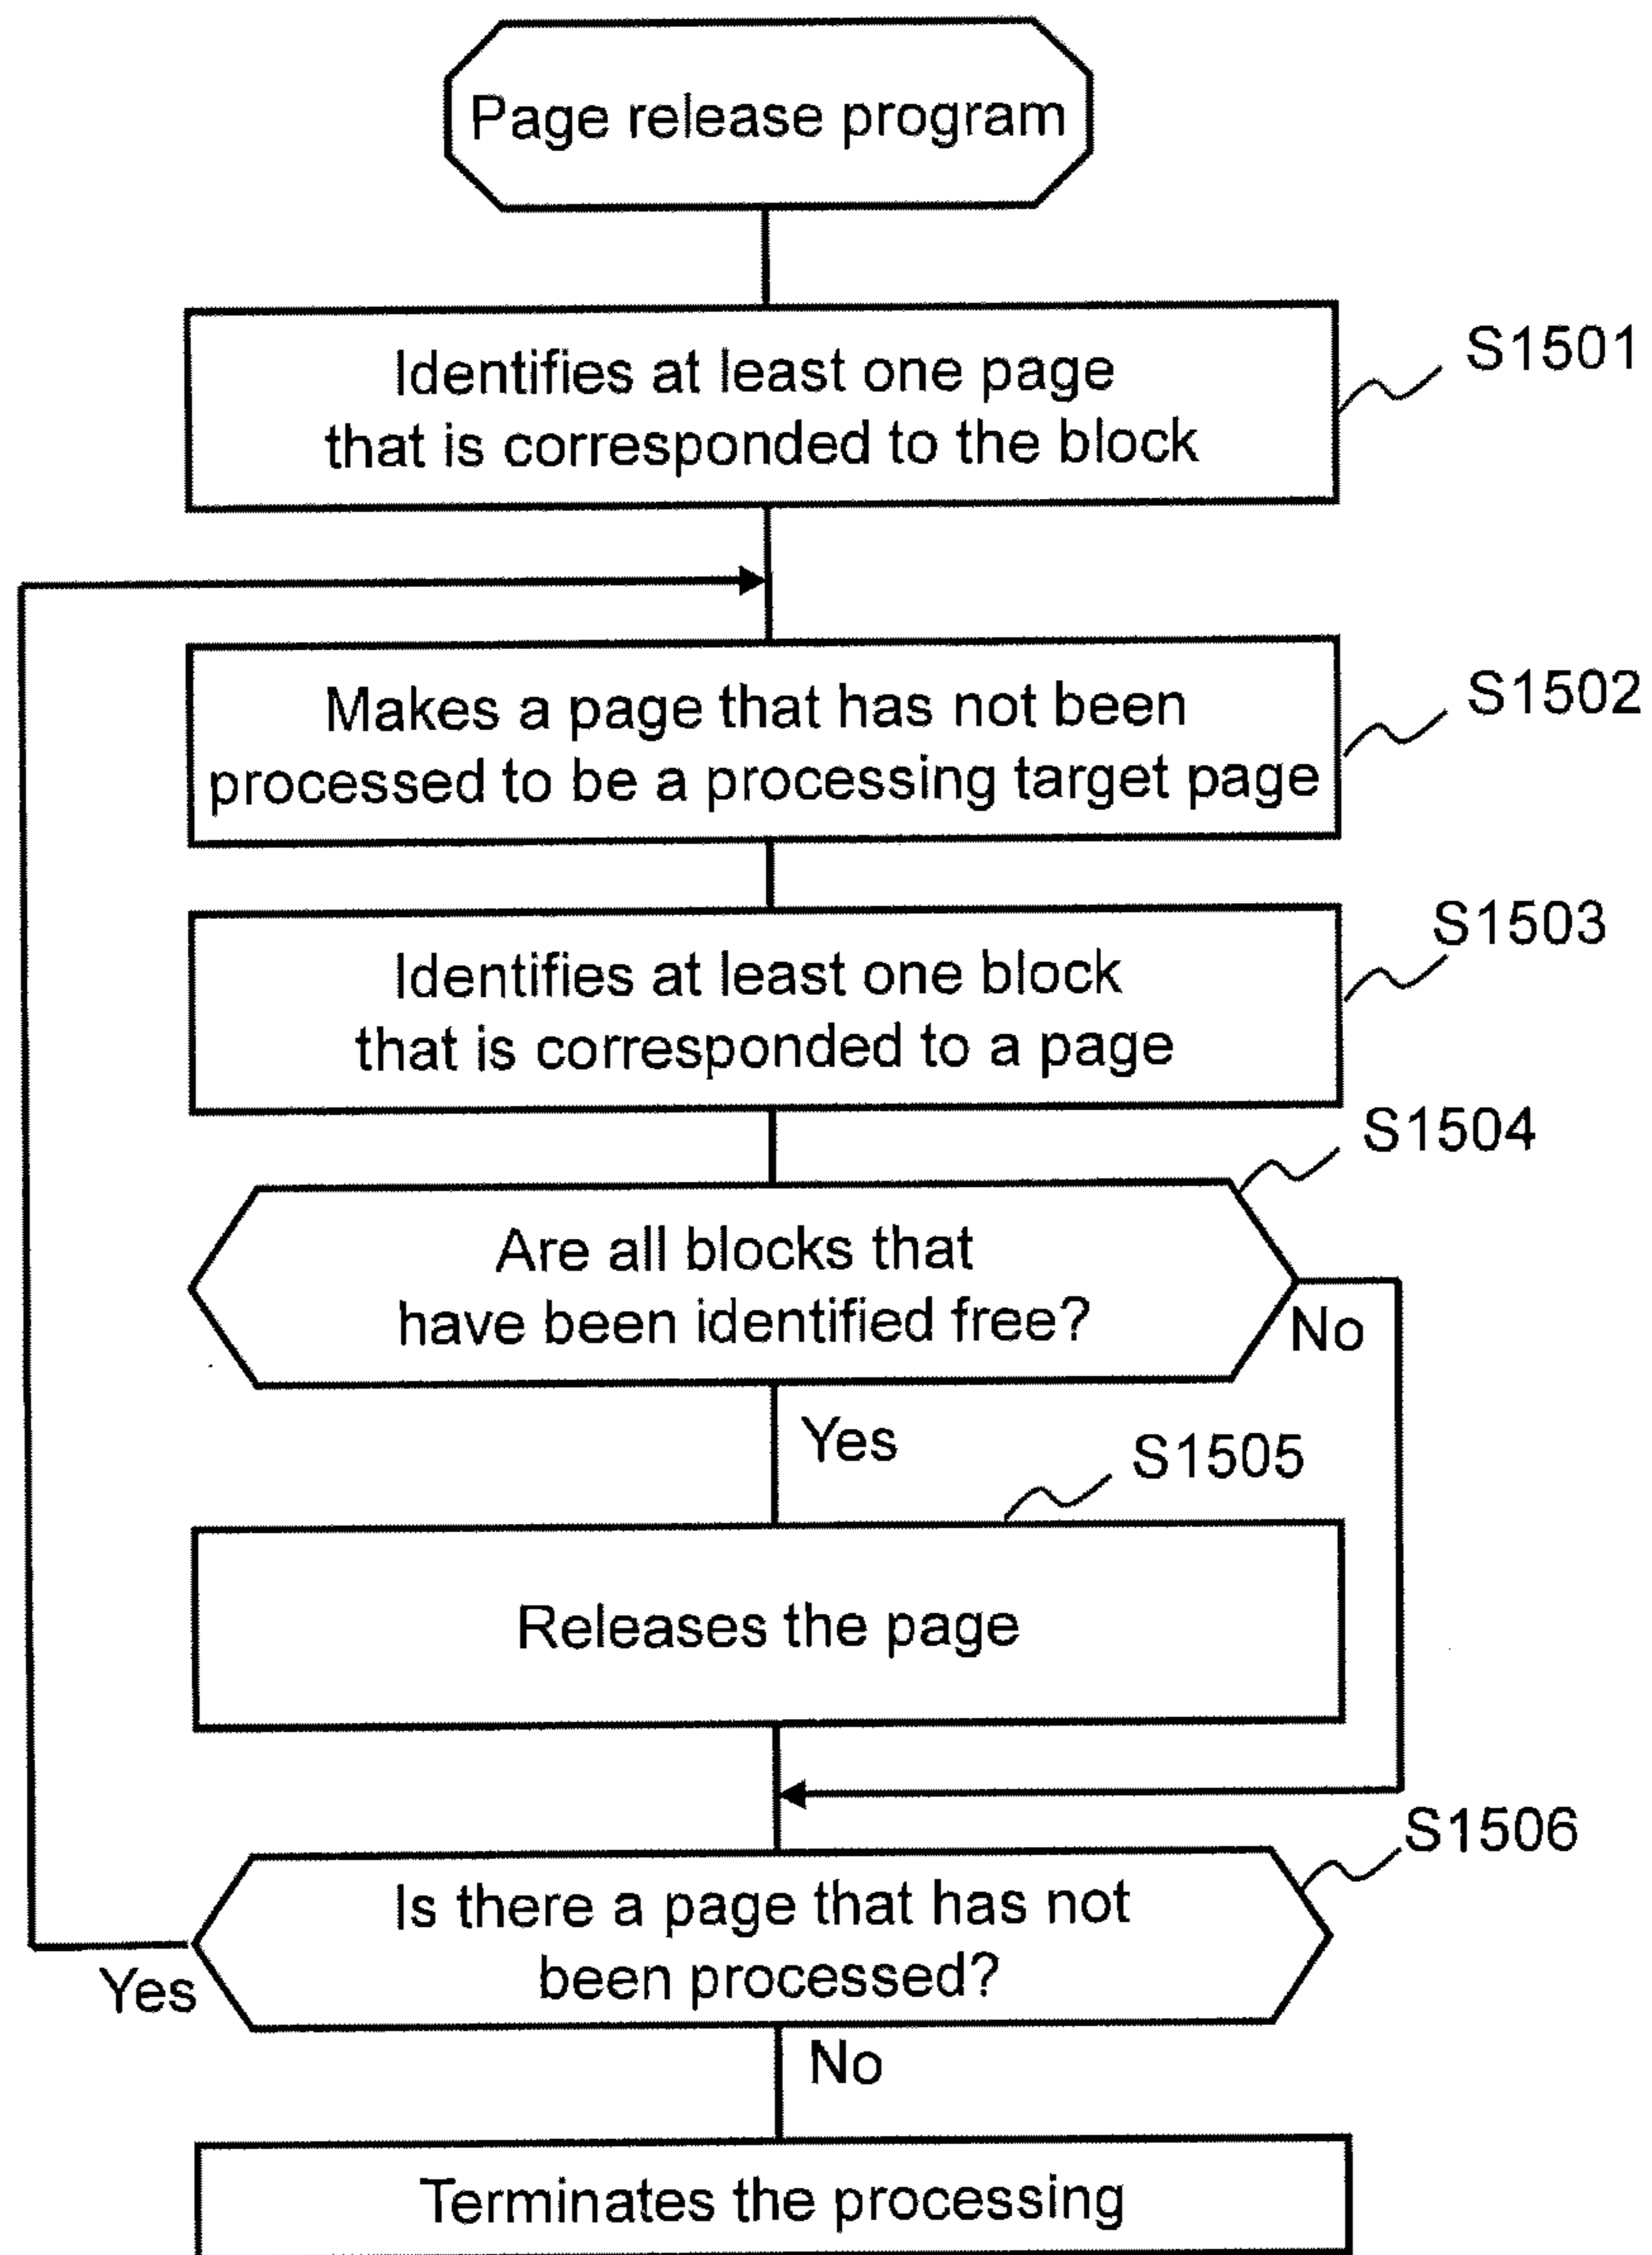 Page release program
Identifies at least one page
that is corresponded to the block
S1501
Makes a page that has not been
processed to be a processing target page
S1502
Identifies at least one block
that is corresponded to a page
S1503
Are all blocks that
have been identified free?
S1504
No
Yes
S1505
Releases the page
S1506
Is there a page that has not
been processed?
Yes
No
Terminates the processing